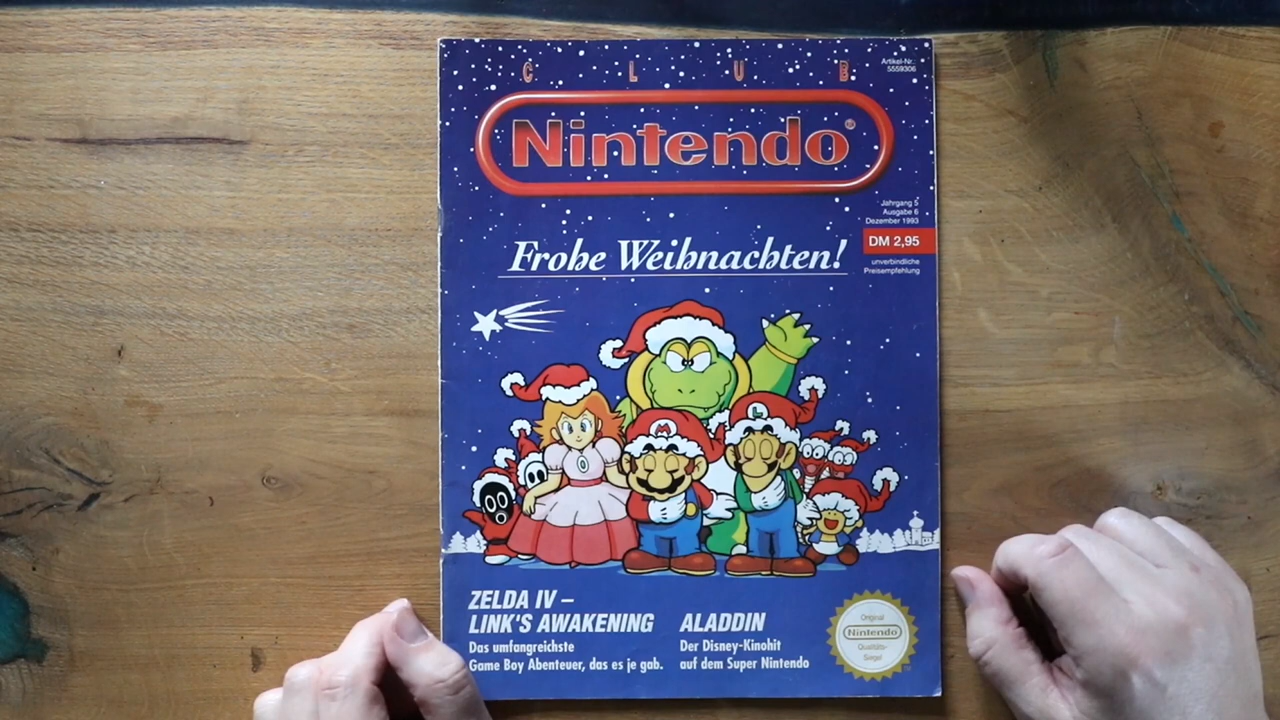 CLUB
Artikel-Nr.:
5559306
Nintendo®
Jahrgang 5
Ausgabe 6
Dezember 1993
DM 2,95
unverbindliche
Preisempfehlung
Frohe Weihnachten!
M
L
ZELDA IV –
LINK'S AWAKENING
Das umfangreichste
Game Boy Abenteuer, das es je gab.
ALADDIN
Der Disney-Kinohit
auf dem Super Nintendo
Original
Nintendo
Qualitäts-
Siegel